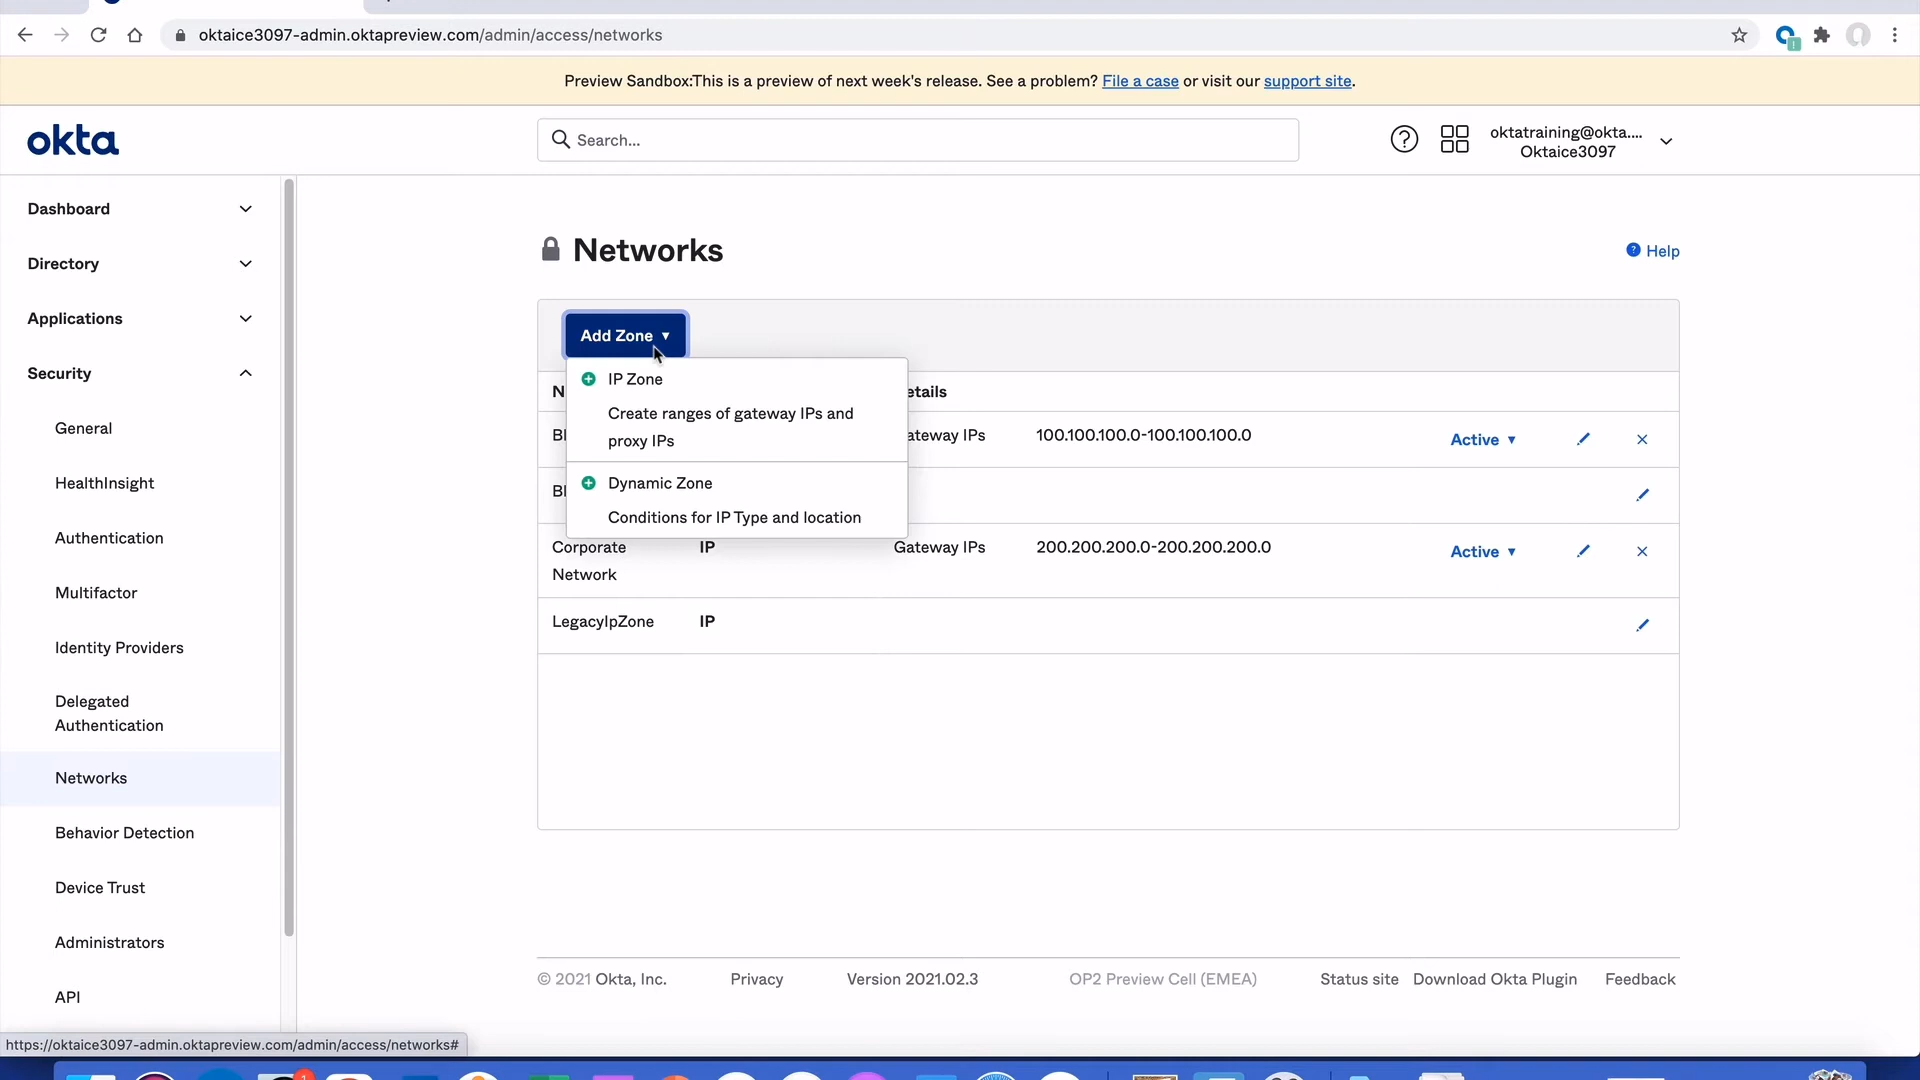 oktaice3097-admin.oktapreview.com/admin/access/networks
Preview Sandbox:This is a preview of next week's release. See a problem? File a case or visit our support site.
okta
Search...
oktatraining@okta....
Oktaice3097
Dashboard
Directory
Applications
Security
General
HealthInsight
Authentication
Multifactor
Identity Providers
Delegated
Authentication
Networks
Behavior Detection
Device Trust
Administrators
API
Networks
Help
Add Zone
IP Zone
Create ranges of gateway IPs and
proxy IPs
Dynamic Zone
Conditions for IP Type and location
N etails
Bl ateway IPs 100.100.100.0-100.100.100.0 Active
Bl
Corporate
Network IP Gateway IPs 200.200.200.0-200.200.200.0 Active
LegacyIpZone IP
© 2021 Okta, Inc. Privacy Version 2021.02.3 OP2 Preview Cell (EMEA) Status site Download Okta Plugin Feedback
https://oktaice3097-admin.oktapreview.com/admin/access/networks#